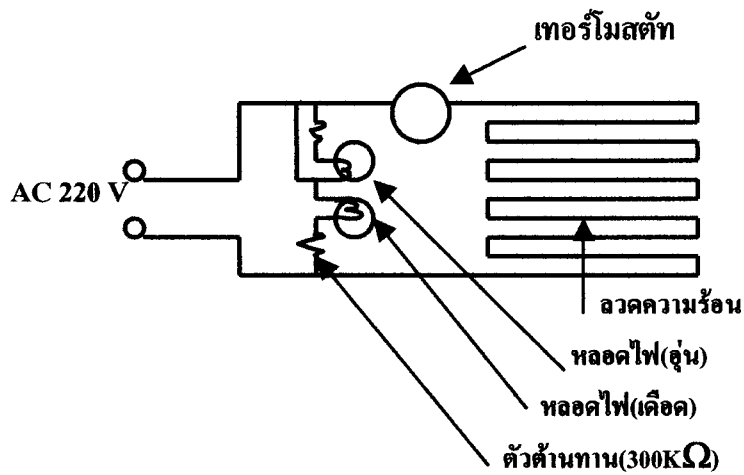 เทอร์โมสตัท
AC 220 V
ลวดความร้อน
หลอดไฟ(อุ่น)
หลอดไฟ(เดือด)
ตัวต้านทาน(300KΩ)